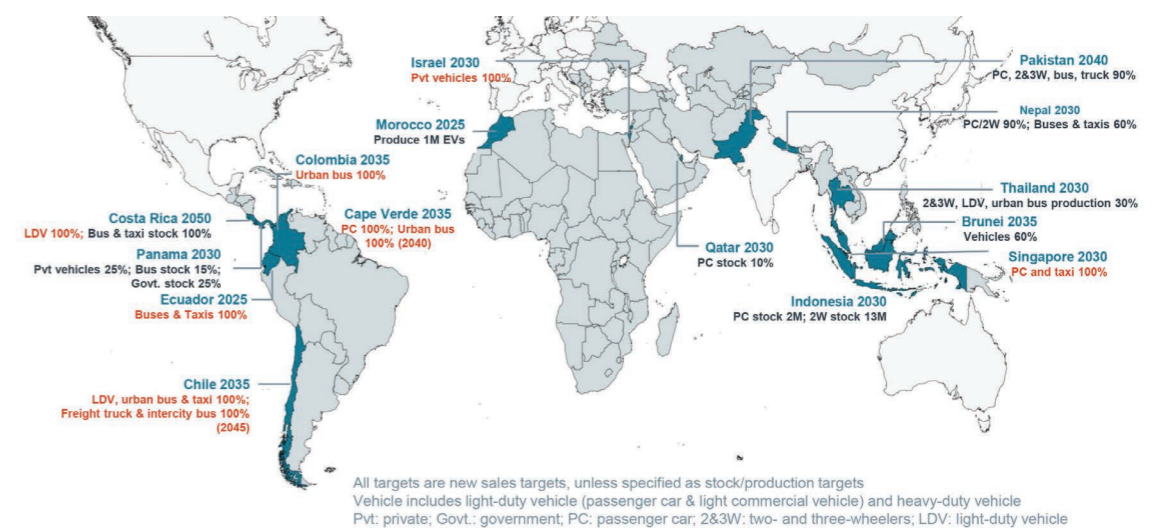 Israel 2030
Pvt vehicles 100%
Pakistan 2040
PC, 2&3W, bus, truck 90%
Morocco 2025
Produce 1M EVs
Nepal 2030
PC/2W 90%; Buses & taxis 60%
Colombia 2035
Urban bus 100%
Thailand 2030
2&3W, LDV, urban bus production 30%
Costa Rica 2050
LDV 100%; Bus & taxi stock 100%
Cape Verde 2035
PC 100%; Urban bus
100% (2040)
Brunei 2035
Vehicles 60%
Panama 2030
Pvt vehicles 25%; Bus stock 15%;
Govt. stock 25%
Qatar 2030
PC stock 10%
Singapore 2030
PC and taxi 100%
Ecuador 2025
Buses & Taxis 100%
Indonesia 2030
PC stock 2M; 2W stock 13M
Chile 2035
LDV, urban bus & taxi 100%;
Freight truck & intercity bus 100%
(2045)
All targets are new sales targets, unless specified as stock/production targets
Vehicle includes light-duty vehicle (passenger car & light commercial vehicle) and heavy-duty vehicle
Pvt: private; Govt.: government; PC: passenger car; 2&3W: two- and three-wheelers; LDV: light-duty vehicle